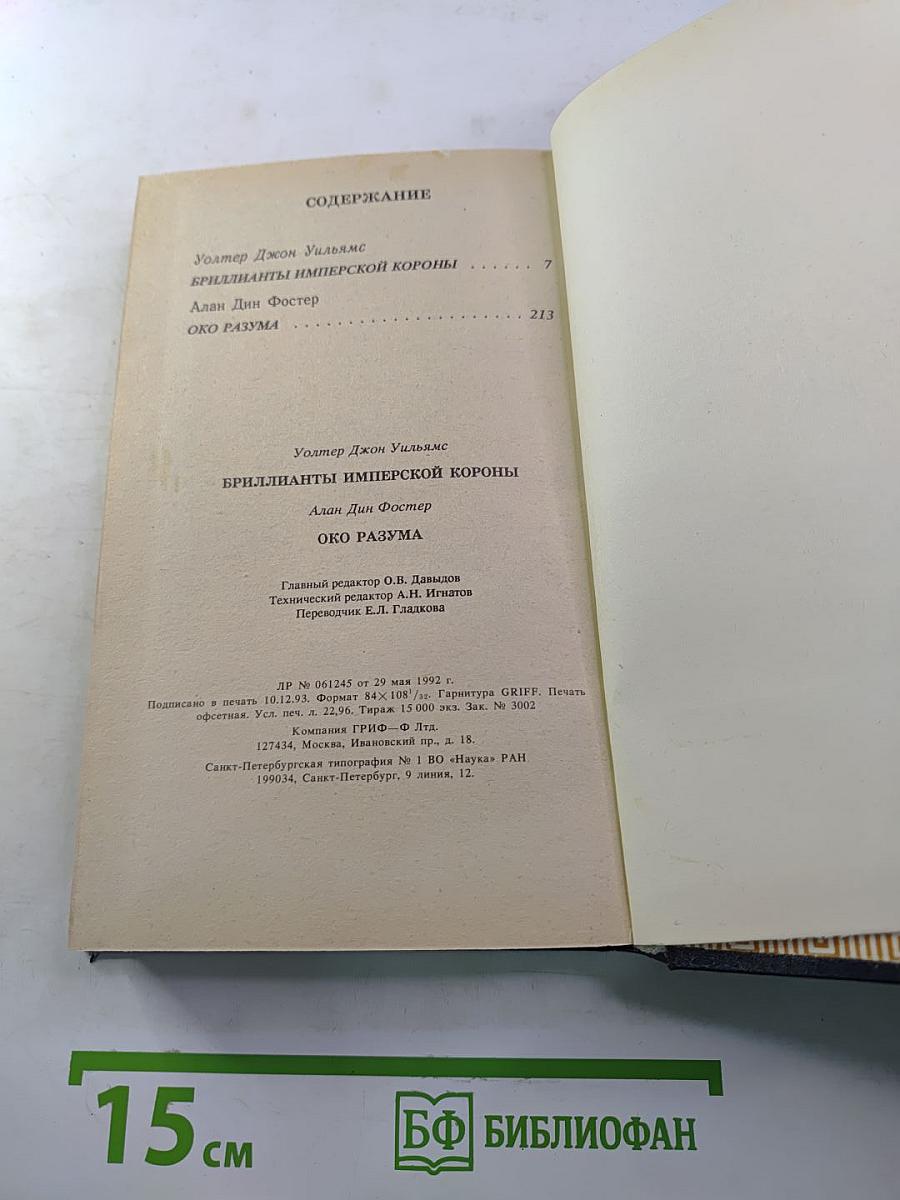 СОДЕРЖАНИЕ
Уолтер Джон Уильямс
БРИЛЛИАНТЫ ИМПЕРСКОЙ КОРОНЫ . . . . . . 7
Алан Дин Фостер
ОКО РАЗУМА . . . . . . . . . . . . . . . . . . . . . 213
Уолтер Джон Уильямс
БРИЛЛИАНТЫ ИМПЕРСКОЙ КОРОНЫ
Алан Дин Фостер
ОКО РАЗУМА
Главный редактор О.В. Давыдов
Технический редактор А.Н. Игнатов
Переводчик Е.Л. Гладкова
ЛР № 061245 от 29 мая 1992 г.
Подписано в печать 10.12.93. Формат 84×108¹/₃₂. Гарнитура GRIFF. Печать
офсетная. Усл. печ. л. 22,96. Тираж 15 000 экз. Зак. № 3002
Компания ГРИФ—Ф Лтд.
127434, Москва, Ивановский пр., д. 18.
Санкт-Петербургская типография № 1 ВО «Наука» РАН
199034, Санкт-Петербург, 9 линия, 12.
15 см
БФ БИБЛИОФАН